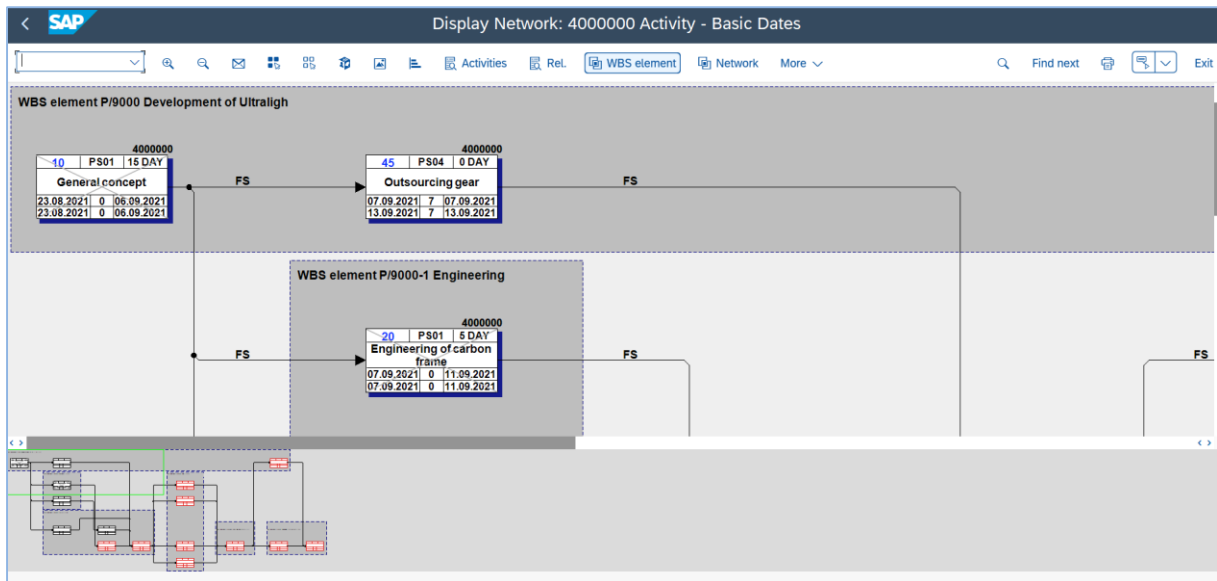 SAP Display Network: 4000000 Activity - Basic Dates
Activities Rel. WBS element Network More Find next Exit
WBS element P/9000 Development of Ultraligh
4000000
10 PS01 15 DAY
General concept
23.08.2021 0 06.09.2021
23.08.2021 0 06.09.2021
FS
4000000
45 PS04 0 DAY
Outsourcing gear
07.09.2021 7 07.09.2021
13.09.2021 7 13.09.2021
FS
WBS element P/9000-1 Engineering
FS
4000000
20 PS01 5 DAY
Engineering of carbon
frame
07.09.2021 0 11.09.2021
07.09.2021 0 11.09.2021
FS
FS